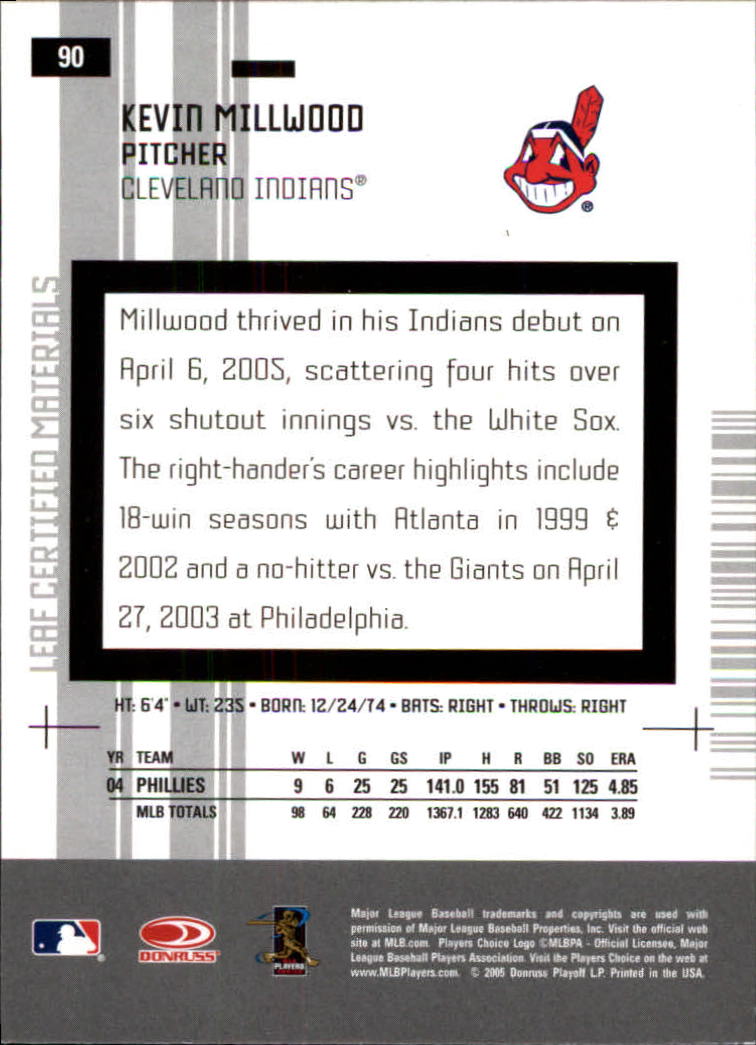 90
KEVIN MILLWOOD
PITCHER
CLEVELAND INDIANS®
®
LEAF CERTIFIED MATERIALS
Millwood thrived in his Indians debut on
April 6, 2005, scattering four hits over
six shutout innings vs. the White Sox.
The right-hander's career highlights include
18-win seasons with Atlanta in 1999 &
2002 and a no-hitter vs. the Giants on April
27, 2003 at Philadelphia.
HT: 6'4" • WT: 235 • BORN: 12/24/74 • BATS: RIGHT • THROWS: RIGHT
YR TEAM W L G GS IP H R BB SO ERA
04 PHILLIES 9 6 25 25 141.0 155 81 51 125 4.85
MLB TOTALS 98 64 228 220 1367.1 1283 640 422 1134 3.89
DONRUSS
PLAYERS
Major League Baseball trademarks and copyrights are used with
permission of Major League Baseball Properties, Inc. Visit the official web
site at MLB.com. Players Choice Logo ©MLBPA - Official Licensee, Major
League Baseball Players Association. Visit the Players Choice on the web at
www.MLBPlayers.com. © 2005 Donruss Playoff L.P. Printed in the USA.